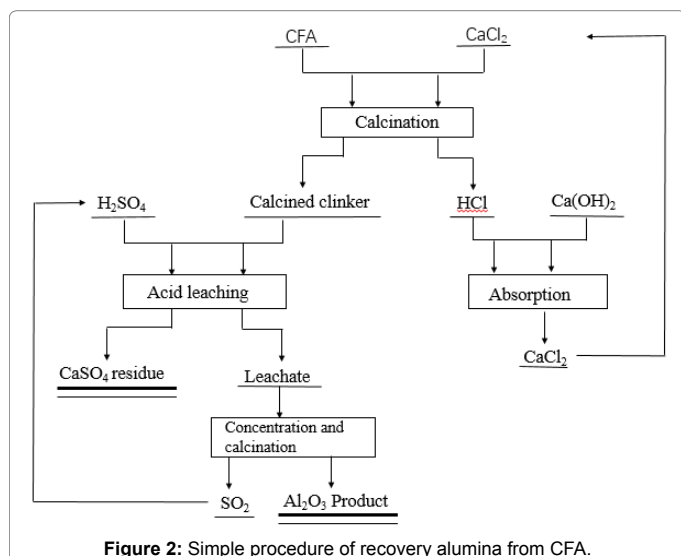 CFA CaCl₂
Calcination
H₂SO₄ Calcined clinker HCl Ca(OH)₂
Acid leaching Absorption
CaSO₄ residue Leachate CaCl₂
Concentration and
calcination
SO₂ Al₂O₃ Product
Figure 2: Simple procedure of recovery alumina from CFA.